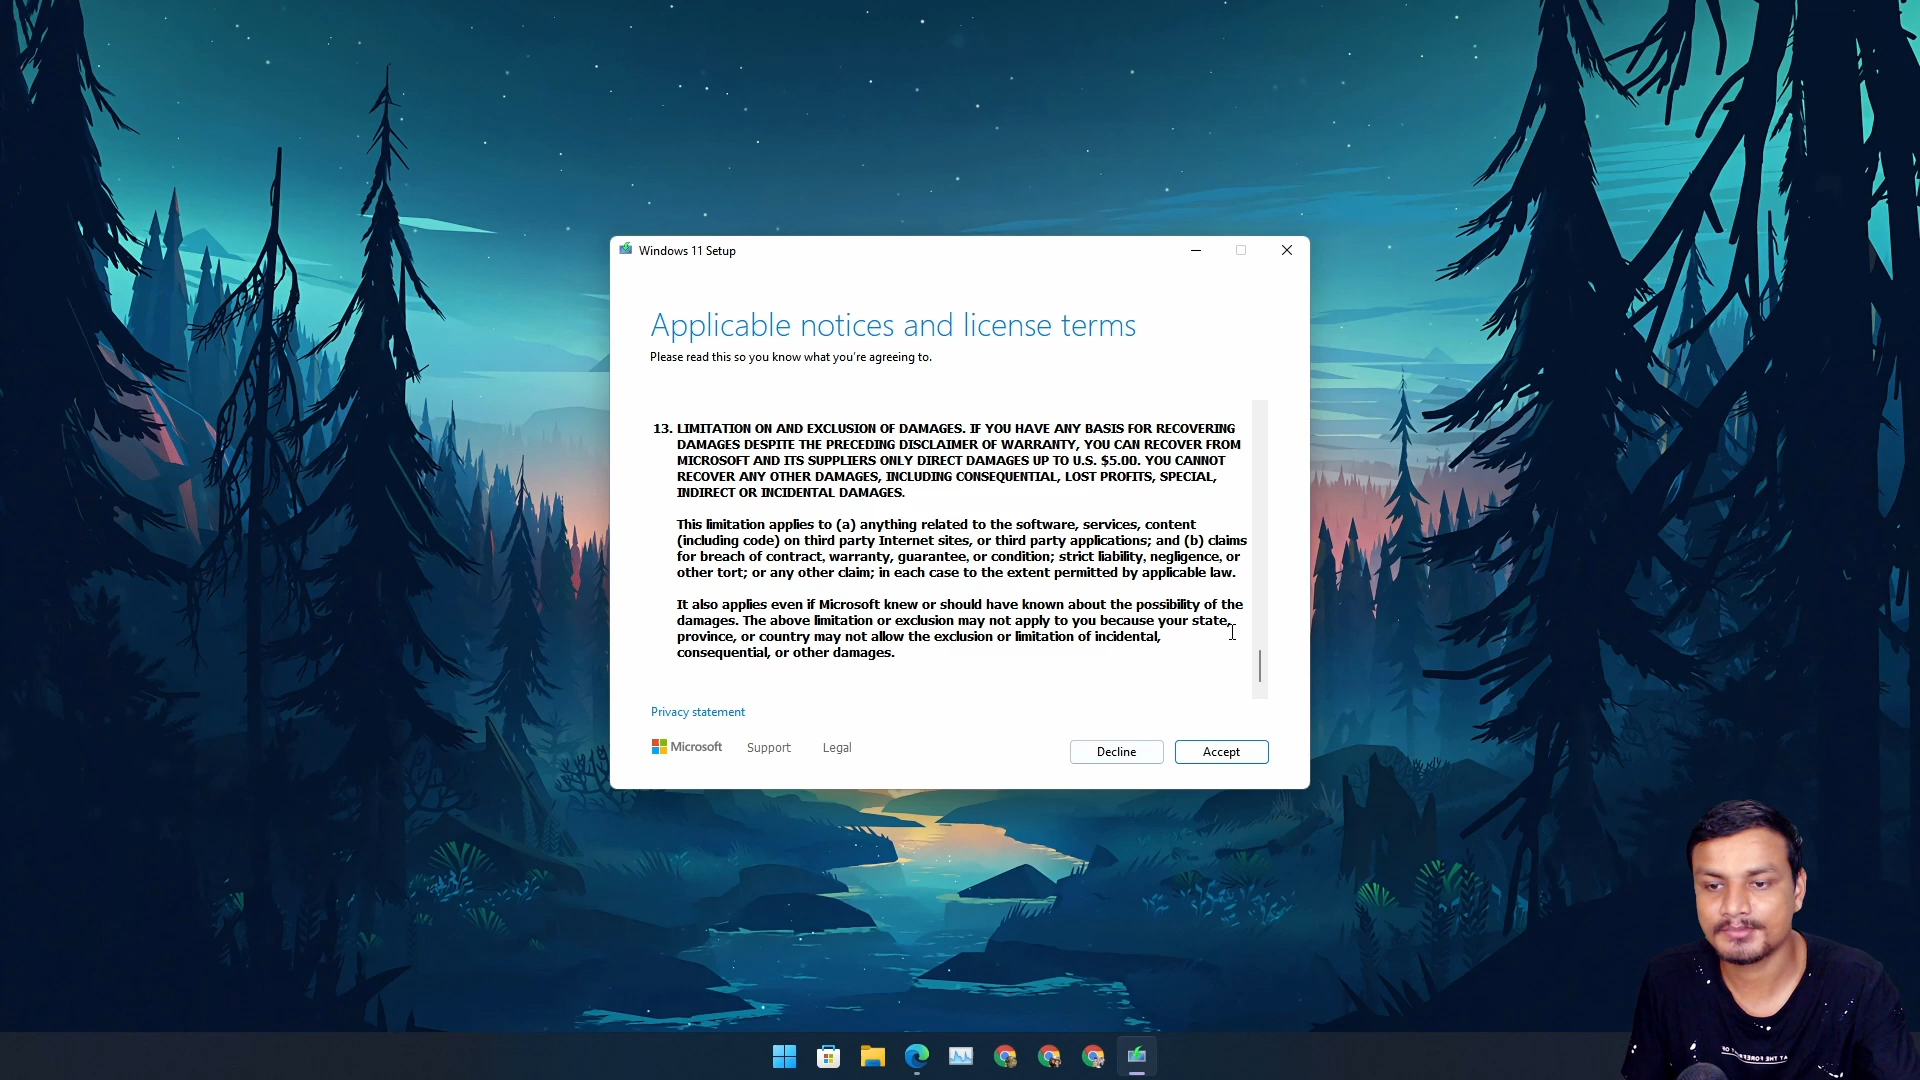 Windows 11 Setup
Applicable notices and license terms
Please read this so you know what you're agreeing to.
13. LIMITATION ON AND EXCLUSION OF DAMAGES. IF YOU HAVE ANY BASIS FOR RECOVERING
DAMAGES DESPITE THE PRECEDING DISCLAIMER OF WARRANTY, YOU CAN RECOVER FROM
MICROSOFT AND ITS SUPPLIERS ONLY DIRECT DAMAGES UP TO U.S. $5.00. YOU CANNOT
RECOVER ANY OTHER DAMAGES, INCLUDING CONSEQUENTIAL, LOST PROFITS, SPECIAL,
INDIRECT OR INCIDENTAL DAMAGES.
This limitation applies to (a) anything related to the software, services, content
(including code) on third party Internet sites, or third party applications; and (b) claims
for breach of contract, warranty, guarantee, or condition; strict liability, negligence, or
other tort; or any other claim; in each case to the extent permitted by applicable law.
It also applies even if Microsoft knew or should have known about the possibility of the
damages. The above limitation or exclusion may not apply to you because your state,
province, or country may not allow the exclusion or limitation of incidental,
consequential, or other damages.
Privacy statement
Microsoft Support Legal
Decline Accept